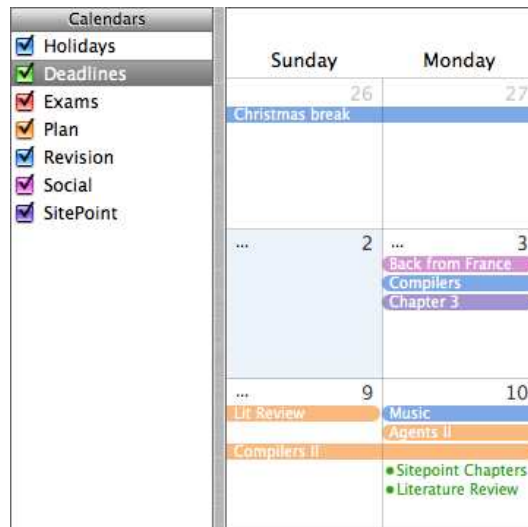 Calendars
Holidays
Deadlines
Exams
Plan
Revision
Social
SitePoint
Sunday Monday
26 27
Christmas break
... 2 ... 3
Back from France
Compilers
Chapter 3
... 9 10
Lit Review Music
Agents II
Compilers II
Sitepoint Chapters
Literature Review